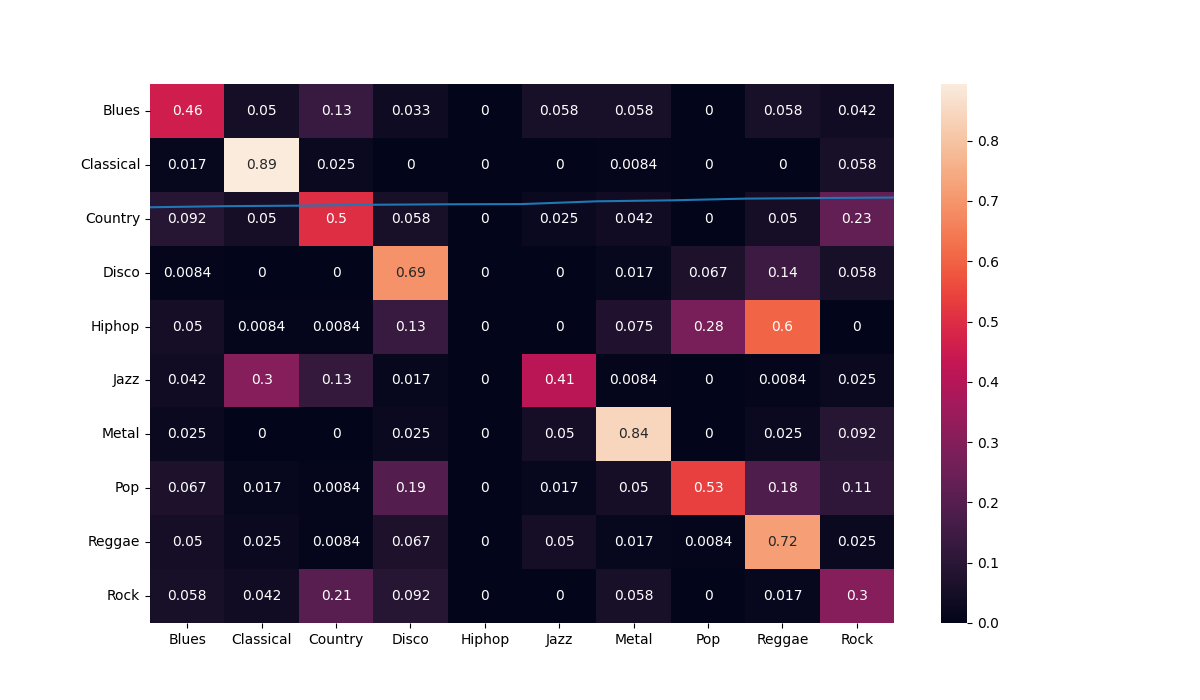 Blues 0.46 0.05 0.13 0.033 0 0.058 0.058 0 0.058 0.042
Classical 0.017 0.89 0.025 0 0 0 0.0084 0 0 0.058
Country 0.092 0.05 0.5 0.058 0 0.025 0.042 0 0.05 0.23
Disco 0.0084 0 0 0.69 0 0 0.017 0.067 0.14 0.058
Hiphop 0.05 0.0084 0.0084 0.13 0 0 0.075 0.28 0.6 0
Jazz 0.042 0.3 0.13 0.017 0 0.41 0.0084 0 0.0084 0.025
Metal 0.025 0 0 0.025 0 0.05 0.84 0 0.025 0.092
Pop 0.067 0.017 0.0084 0.19 0 0.017 0.05 0.53 0.18 0.11
Reggae 0.05 0.025 0.0084 0.067 0 0.05 0.017 0.0084 0.72 0.025
Rock 0.058 0.042 0.21 0.092 0 0 0.058 0 0.017 0.3
Blues Classical Country Disco Hiphop Jazz Metal Pop Reggae Rock
0.8
0.7
0.6
0.5
0.4
0.3
0.2
0.1
0.0